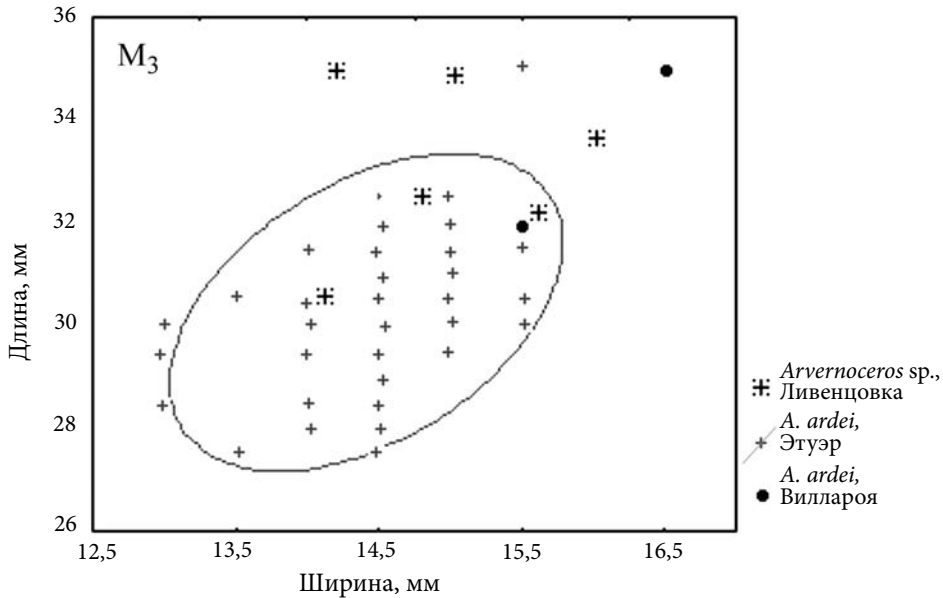 36
M3
34
32
30
28
26
Длина, мм
12,5
13,5
14,5
15,5
16,5
Ширина, мм
Arvernoceros sp.,
Ливенцовка
A. ardei,
Этуэр
A. ardei,
Виллароя